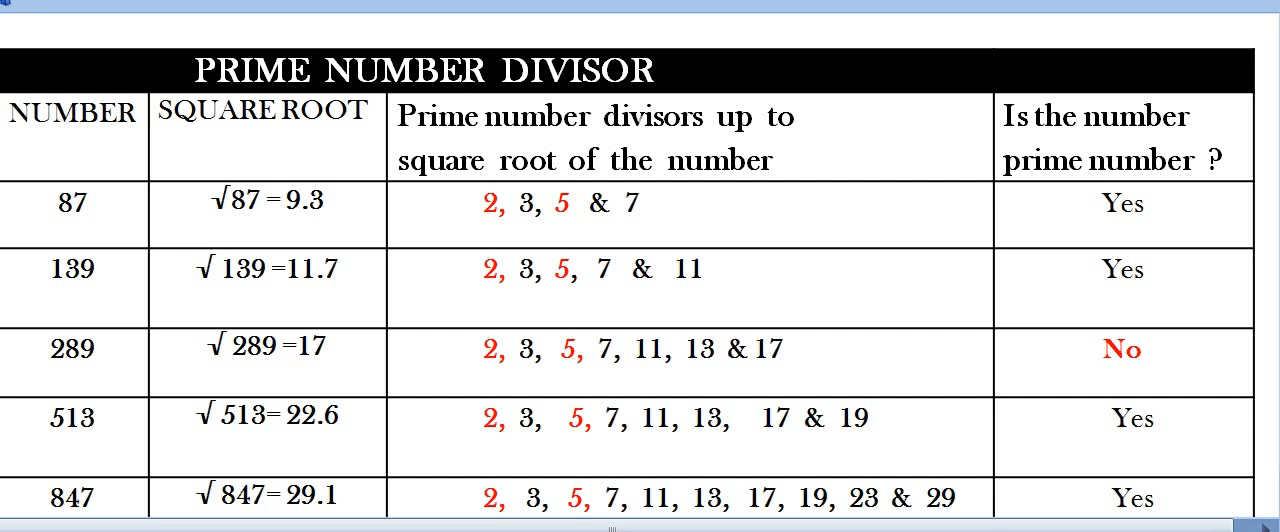 PRIME NUMBER DIVISOR
NUMBER SQUARE ROOT Prime number divisors up to square root of the number Is the number prime number ?
87 √87 = 9.3 2, 3, 5 & 7 Yes
139 √ 139 =11.7 2, 3, 5, 7 & 11 Yes
289 √ 289 =17 2, 3, 5, 7, 11, 13 & 17 No
513 √ 513= 22.6 2, 3, 5, 7, 11, 13, 17 & 19 Yes
847 √ 847= 29.1 2, 3, 5, 7, 11, 13, 17, 19, 23 & 29 Yes